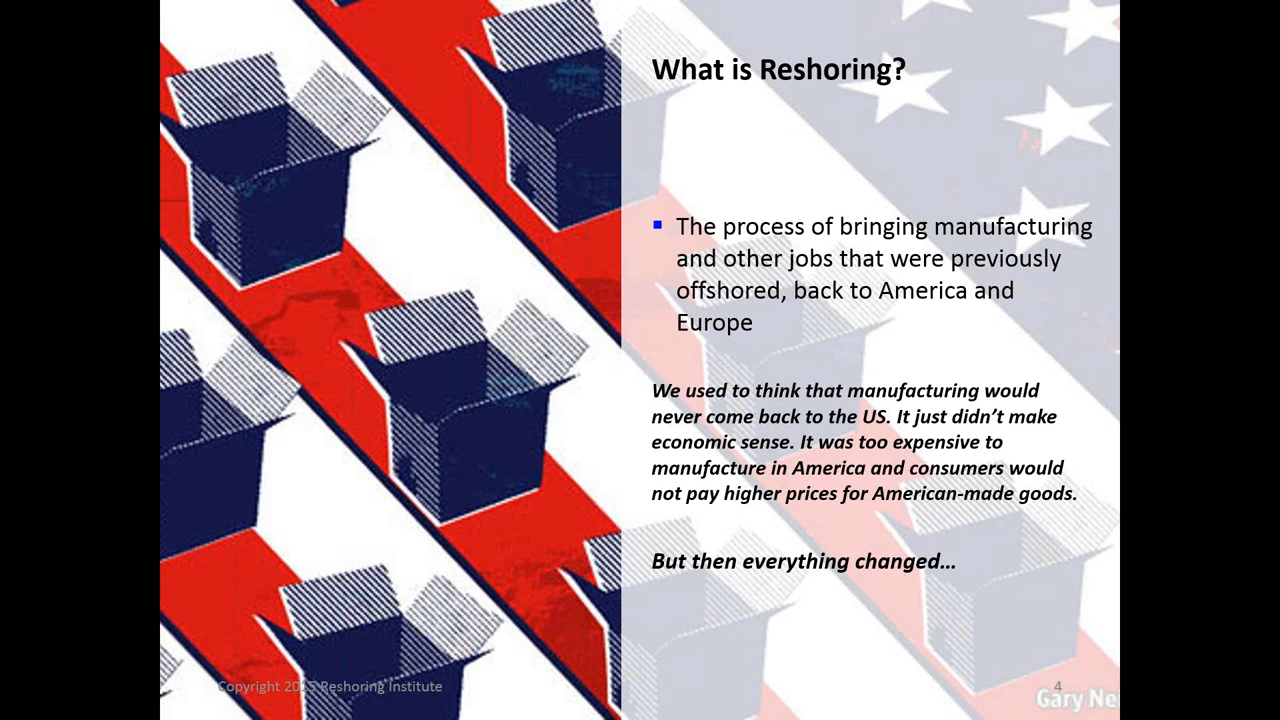 What is Reshoring?
▪ The process of bringing manufacturing
and other jobs that were previously
offshored, back to America and
Europe
We used to think that manufacturing would
never come back to the US. It just didn’t make
economic sense. It was too expensive to
manufacture in America and consumers would
not pay higher prices for American-made goods.
But then everything changed…
Copyright Reshoring Institute
4
Gary